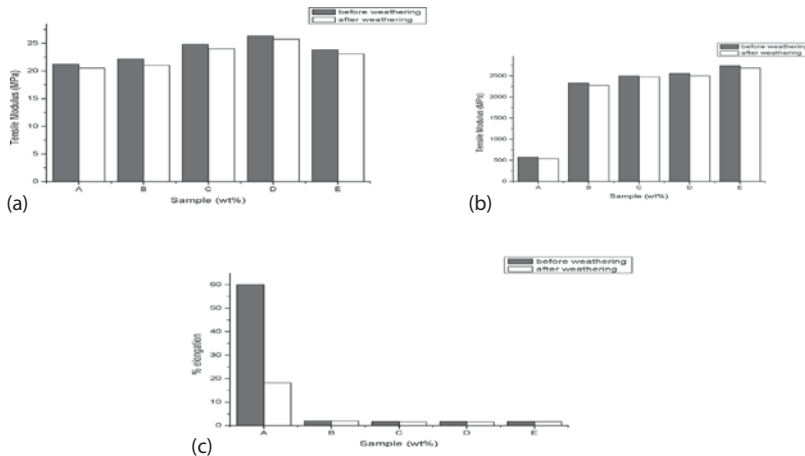 before weathering
after weathering
25
20
15
10
5
0
Tensile Modulus (MPa)
A B C D E
Sample (wt%)
(a)
before weathering
after weathering
2500
2000
1500
1000
500
0
Tensile Modulus (MPa)
A B C D E
Sample (wt%)
(b)
before weathering
after weathering
60
50
40
30
20
10
0
% elongation
A B C D E
Sample (wt%)
(c)